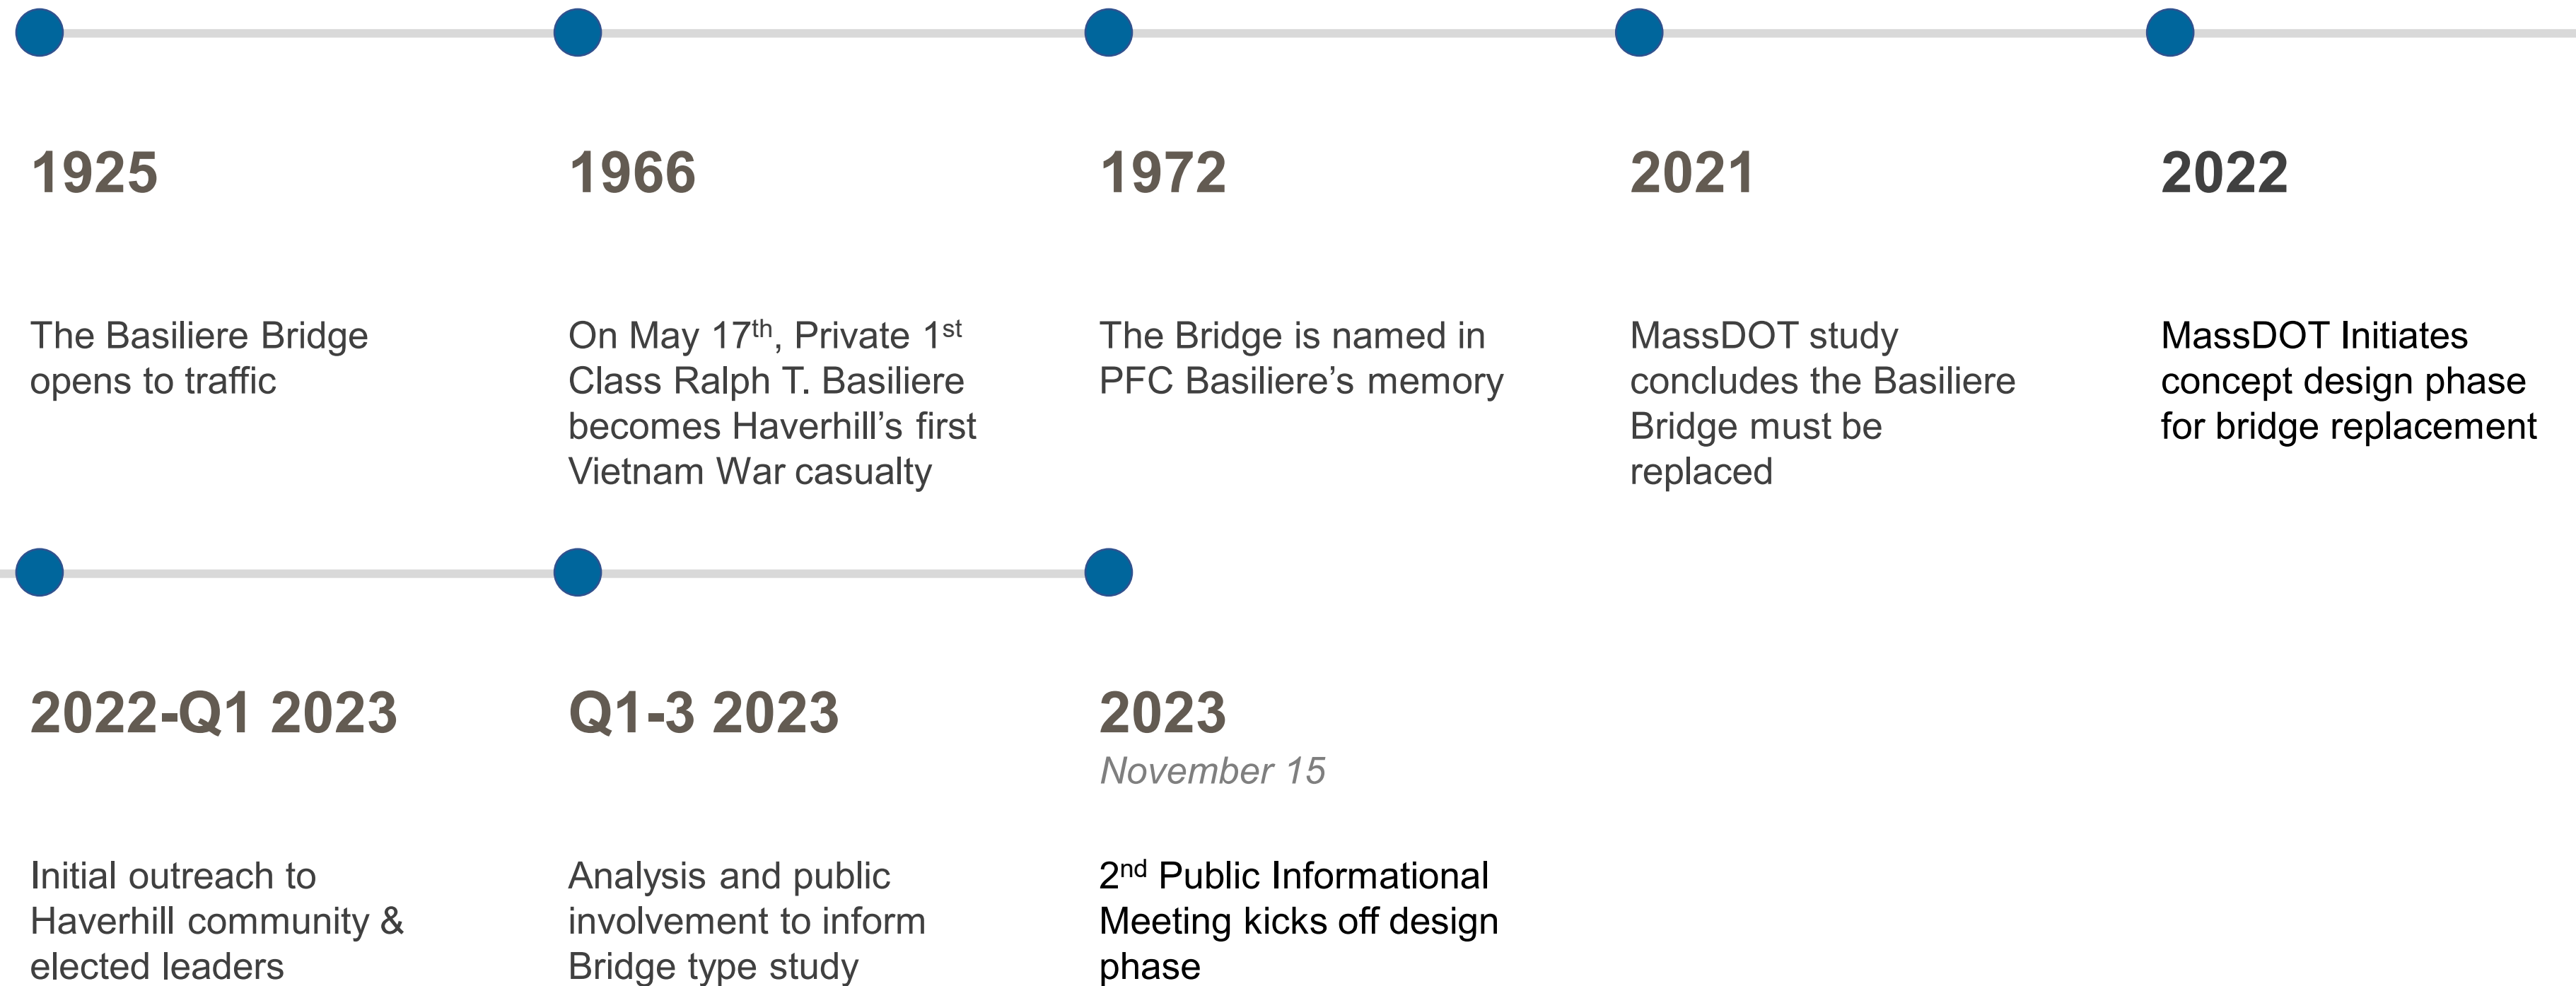 1925
The Basiliere Bridge
opens to traffic
1966
On May 17th, Private 1st
Class Ralph T. Basiliere
becomes Haverhill’s first
Vietnam War casualty
1972
The Bridge is named in
PFC Basiliere’s memory
2021
MassDOT study
concludes the Basiliere
Bridge must be
replaced
2022
MassDOT Initiates
concept design phase
for bridge replacement
2022-Q1 2023
Initial outreach to
Haverhill community &
elected leaders
Q1-3 2023
Analysis and public
involvement to inform
Bridge type study
2023
November 15
2nd Public Informational
Meeting kicks off design
phase